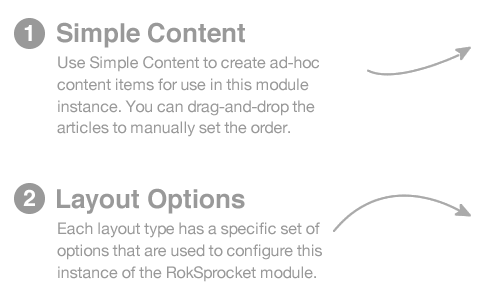 1 Simple Content
Use Simple Content to create ad-hoc
content items for use in this module
instance. You can drag-and-drop the
articles to manually set the order.
2 Layout Options
Each layout type has a specific set of
options that are used to configure this
instance of the RokSprocket module.